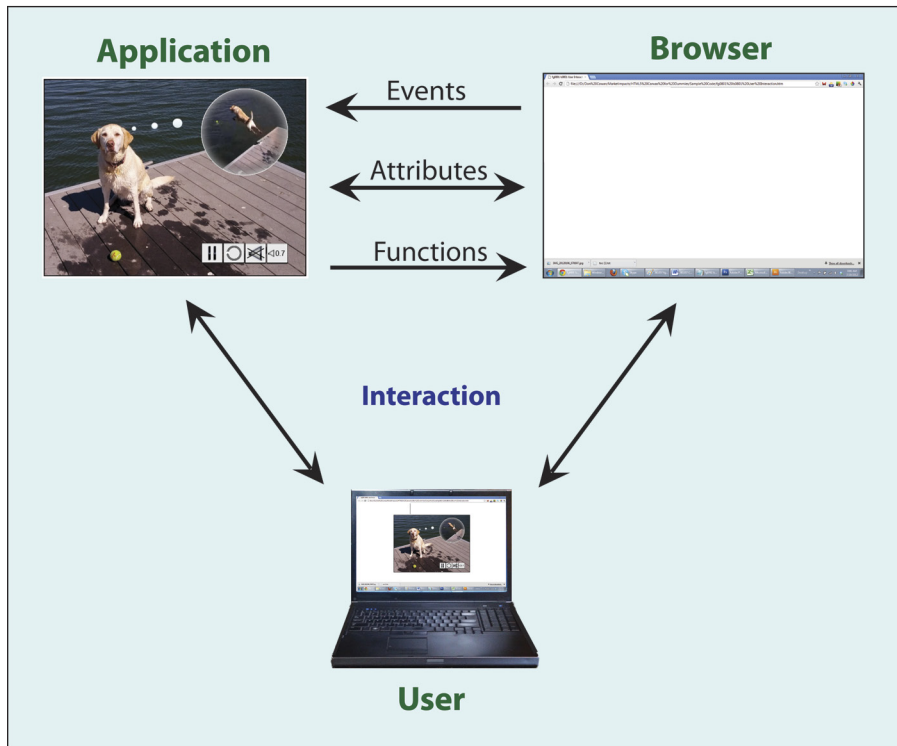 Application
Browser
Events
Attributes
Functions
0.7
Interaction
User